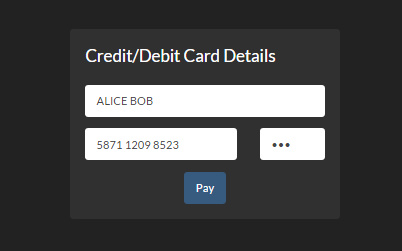 Credit/Debit Card Details
ALICE BOB
5871 1209 8523 •••
Pay